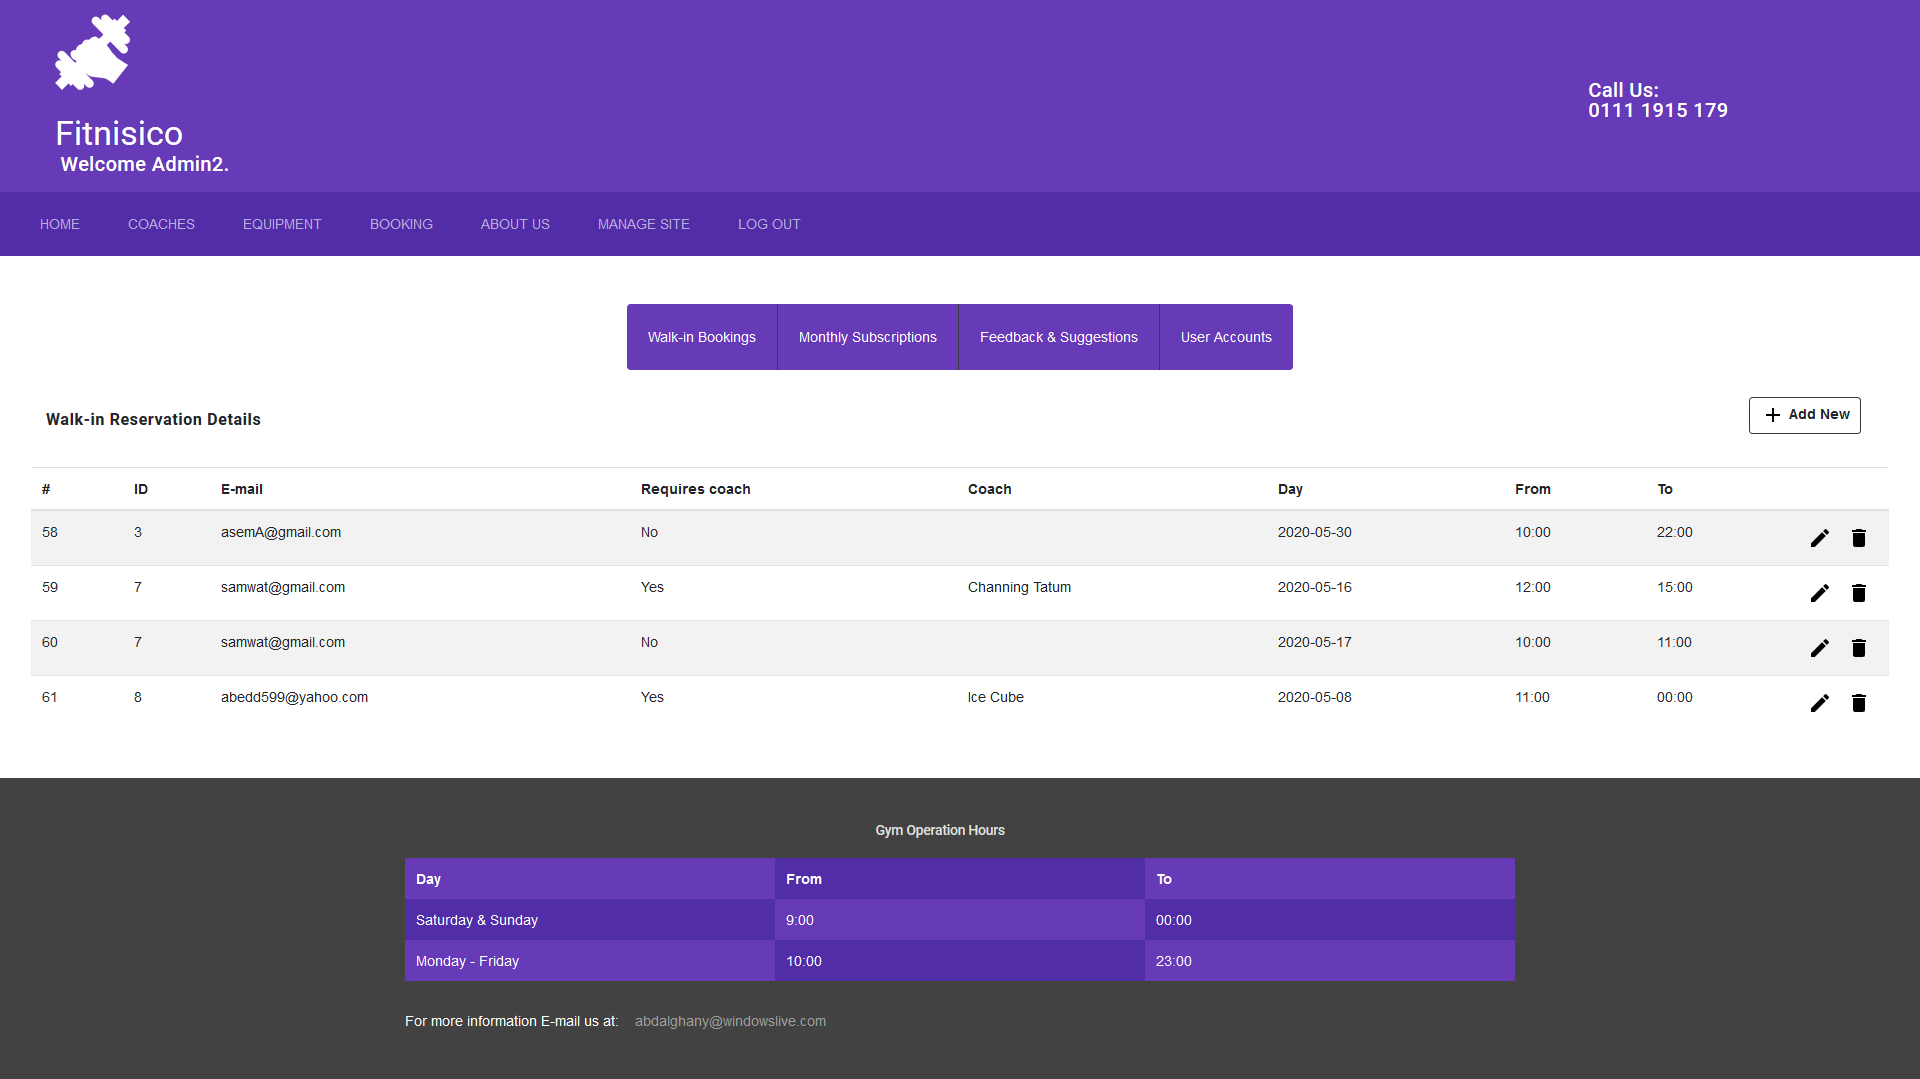 Fitnisico
Welcome Admin2.
Call Us:
0111 1915 179
HOME COACHES EQUIPMENT BOOKING ABOUT US MANAGE SITE LOG OUT
Walk-in Bookings Monthly Subscriptions Feedback & Suggestions User Accounts
Walk-in Reservation Details
Add New
# ID E-mail Requires coach Coach Day From To
58 3 asemA@gmail.com No 2020-05-30 10:00 22:00
59 7 samwat@gmail.com Yes Channing Tatum 2020-05-16 12:00 15:00
60 7 samwat@gmail.com No 2020-05-17 10:00 11:00
61 8 abedd599@yahoo.com Yes Ice Cube 2020-05-08 11:00 00:00
Gym Operation Hours
Day From To
Saturday & Sunday 9:00 00:00
Monday - Friday 10:00 23:00
For more information E-mail us at: abdalghany@windowslive.com